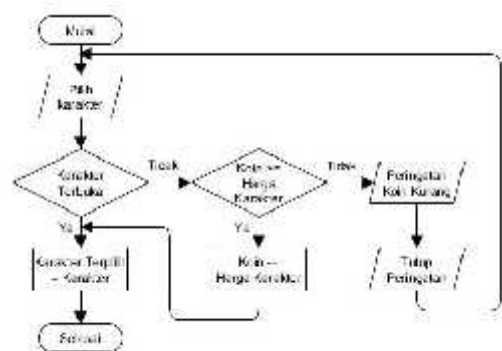 Mulai
Pilih
karakter
Karakter
Terbuka
Tidak
Koin >=
Harga
Karakter
Tidak
Peringatan
Koin Kurang
Ya
Ya
Karakter Terpilih
= Karakter
Koin -=
Harga Karakter
Tutup
Peringatan
Selesai